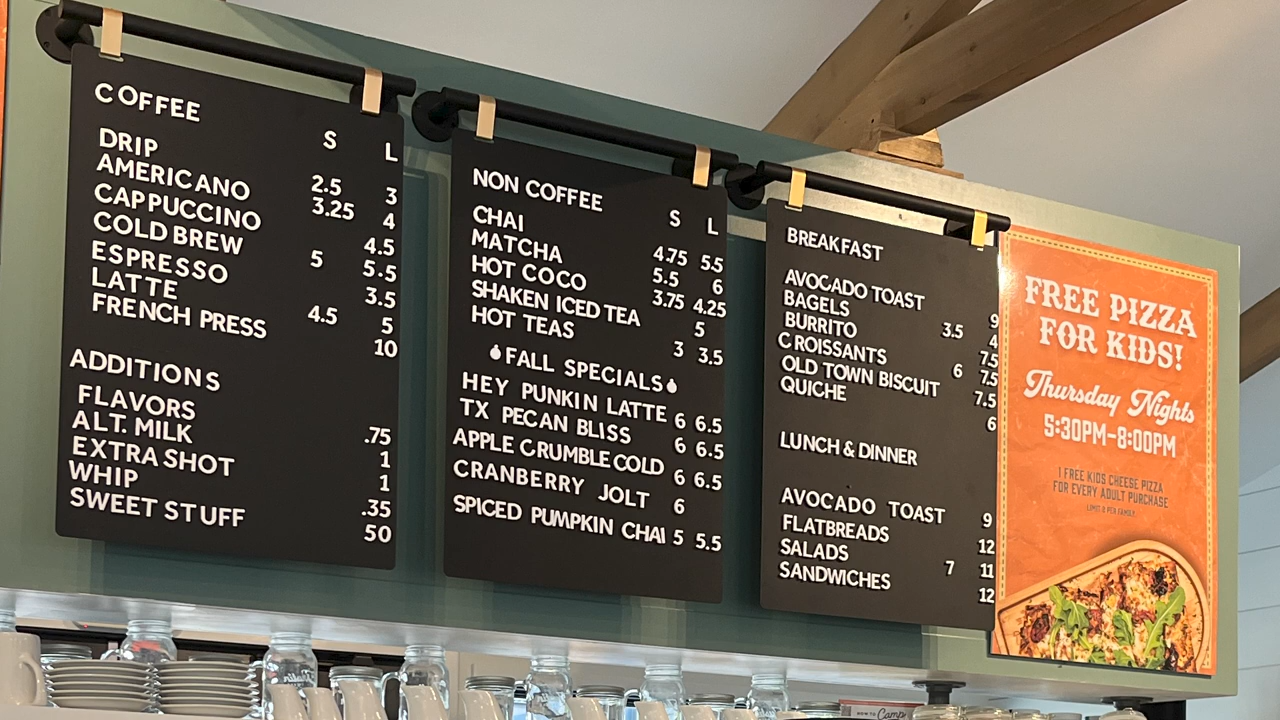 COFFEE
S L
DRIP 2.5 3
AMERICANO 3.25 4
CAPPUCCINO 4.5
COLD BREW 5 5.5
ESPRESSO 3.5
LATTE 4.5 5
FRENCH PRESS 10
ADDITIONS
FLAVORS .75
ALT. MILK 1
EXTRA SHOT 1
WHIP .35
SWEET STUFF 50
NON COFFEE
S L
CHAI 4.75 5.5
MATCHA 5.5 6
HOT COCO 3.75 4.25
SHAKEN ICED TEA 5
HOT TEAS 3 3.5
FALL SPECIALS
HEY PUNKIN LATTE 6 6.5
TX PECAN BLISS 6 6.5
APPLE CRUMBLE COLD 6 6.5
CRANBERRY JOLT 6
SPICED PUMPKIN CHAI 5 5.5
BREAKFAST
AVOCADO TOAST 9
BAGELS 3.5 4
BURRITO 7.5
CROISSANTS 6 7.5
OLD TOWN BISCUIT 7.5
QUICHE 6
LUNCH & DINNER
AVOCADO TOAST 9
FLATBREADS 12
SALADS 7 11
SANDWICHES 12
FREE PIZZA
FOR KIDS!
Thursday Nights
5:30PM-8:00PM
1 FREE KIDS CHEESE PIZZA
FOR EVERY ADULT PURCHASE
HOW TO Camp